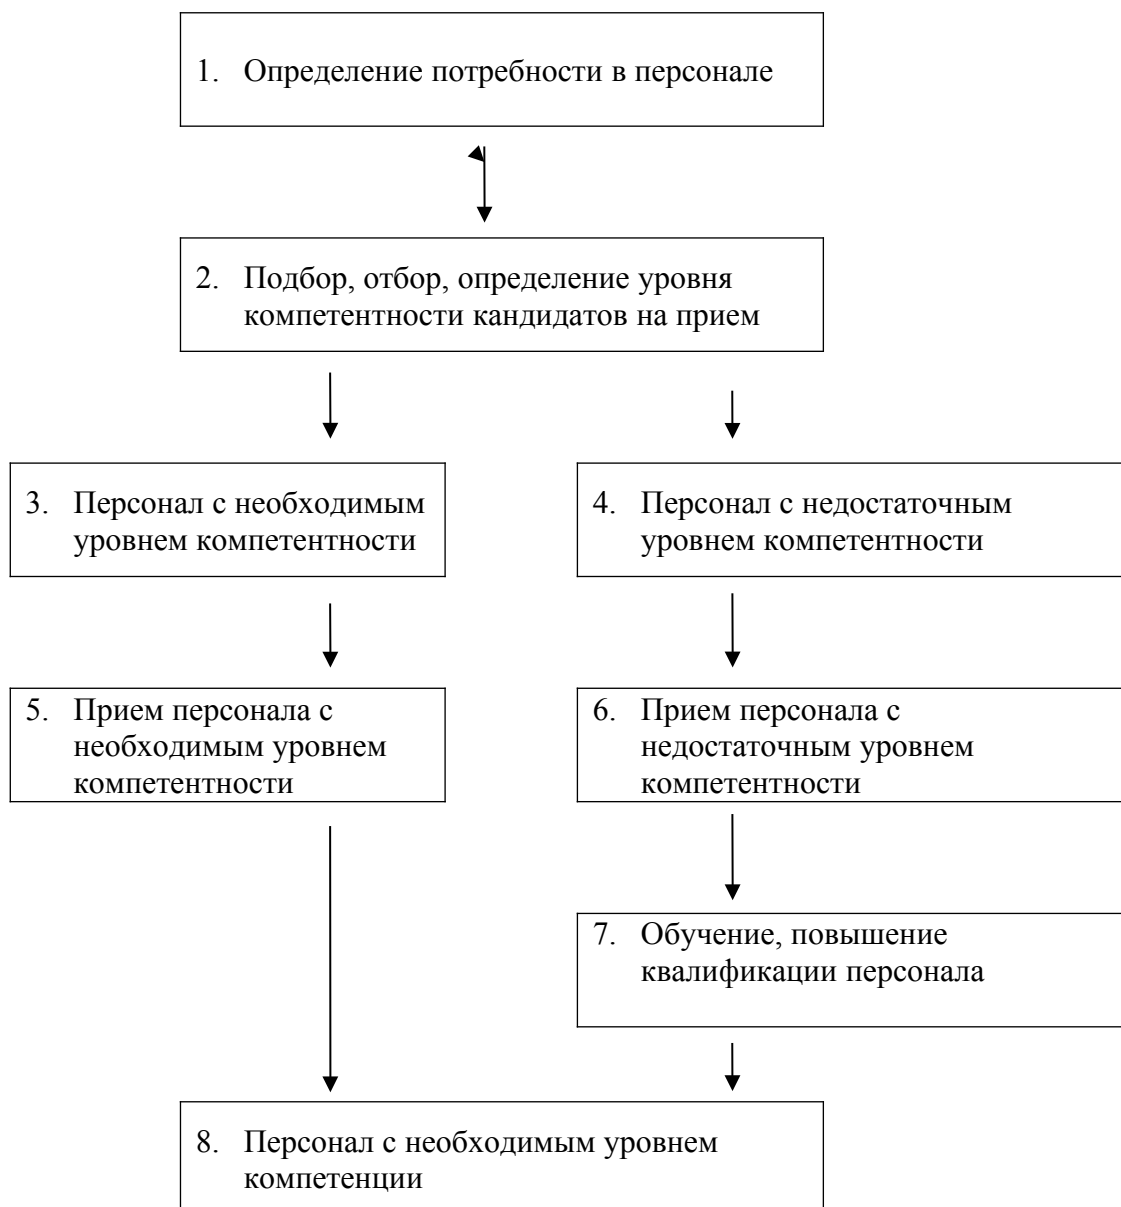 1. Определение потребности в персонале
2. Подбор, отбор, определение уровня
компетентности кандидатов на прием
3. Персонал с необходимым
уровнем компетентности
4. Персонал с недостаточным
уровнем компетентности
5. Прием персонала с
необходимым уровнем
компетентности
6. Прием персонала с
недостаточным уровнем
компетентности
7. Обучение, повышение
квалификации персонала
8. Персонал с необходимым уровнем
компетенции